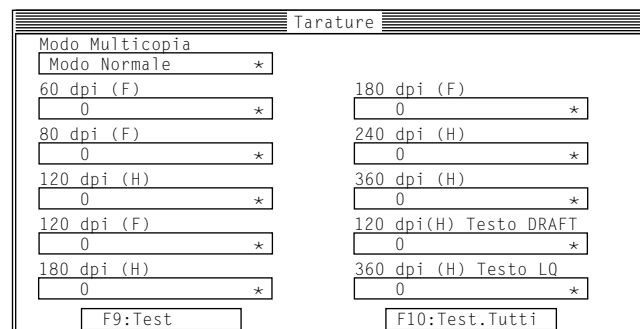 Tarature
Modo Multicopia
Modo Normale *
60 dpi (F)
0 *
80 dpi (F)
0 *
120 dpi (H)
0 *
120 dpi (F)
0 *
180 dpi (H)
0 *
180 dpi (F)
0 *
240 dpi (H)
0 *
360 dpi (H)
0 *
120 dpi(H) Testo DRAFT
0 *
360 dpi (H) Testo LQ
0 *
F9:Test
F10:Test.Tutti